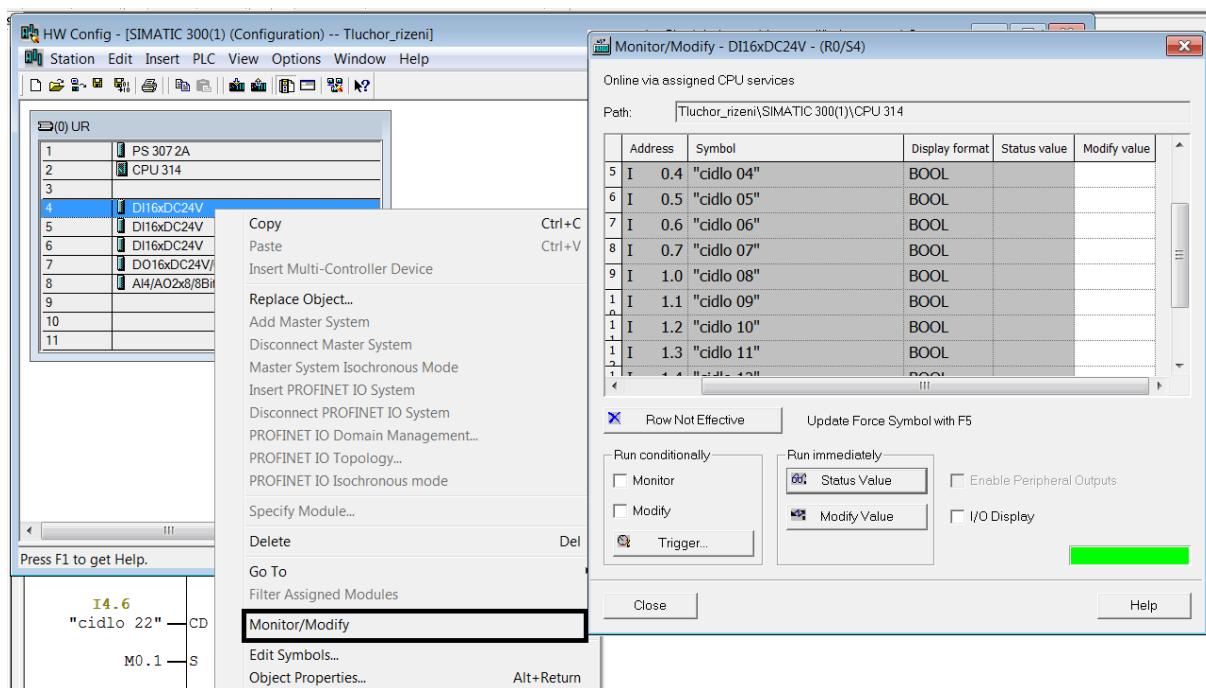 HW Config - [SIMATIC 300(1) (Configuration) -- Tluchor_rizeni]
Station Edit Insert PLC View Options Window Help
(0) UR
1 PS 307 2A
2 CPU 314
3
4 DI16xDC24V
5 DI16xDC24V
6 DI16xDC24V
7 DO16xDC24V/
8 AI4/AO2x8/8Bit
9
10
11
Press F1 to get Help.
I4.6
"cidlo 22" CD
M0.1 S
Copy Ctrl+C
Paste Ctrl+V
Insert Multi-Controller Device
Replace Object...
Add Master System
Disconnect Master System
Master System Isochronous Mode
Insert PROFINET IO System
Disconnect PROFINET IO System
PROFINET IO Domain Management...
PROFINET IO Topology...
PROFINET IO Isochronous mode
Specify Module...
Delete Del
Go To
Filter Assigned Modules
Monitor/Modify
Edit Symbols...
Object Properties... Alt+Return
Monitor/Modify - DI16xDC24V - (R0/S4)
Online via assigned CPU services
Path: Tluchor_rizeni\SIMATIC 300(1)\CPU 314
Address Symbol Display format Status value Modify value
5 I 0.4 "cidlo 04" BOOL
6 I 0.5 "cidlo 05" BOOL
7 I 0.6 "cidlo 06" BOOL
8 I 0.7 "cidlo 07" BOOL
9 I 1.0 "cidlo 08" BOOL
1 I 1.1 "cidlo 09" BOOL
1 I 1.2 "cidlo 10" BOOL
1 I 1.3 "cidlo 11" BOOL
1 I 1.4 "cidlo 12" BOOL
Row Not Effective Update Force Symbol with F5
Run conditionally Run immediately
Monitor Status Value Enable Peripheral Outputs
Modify Modify Value I/O Display
Trigger...
Close Help